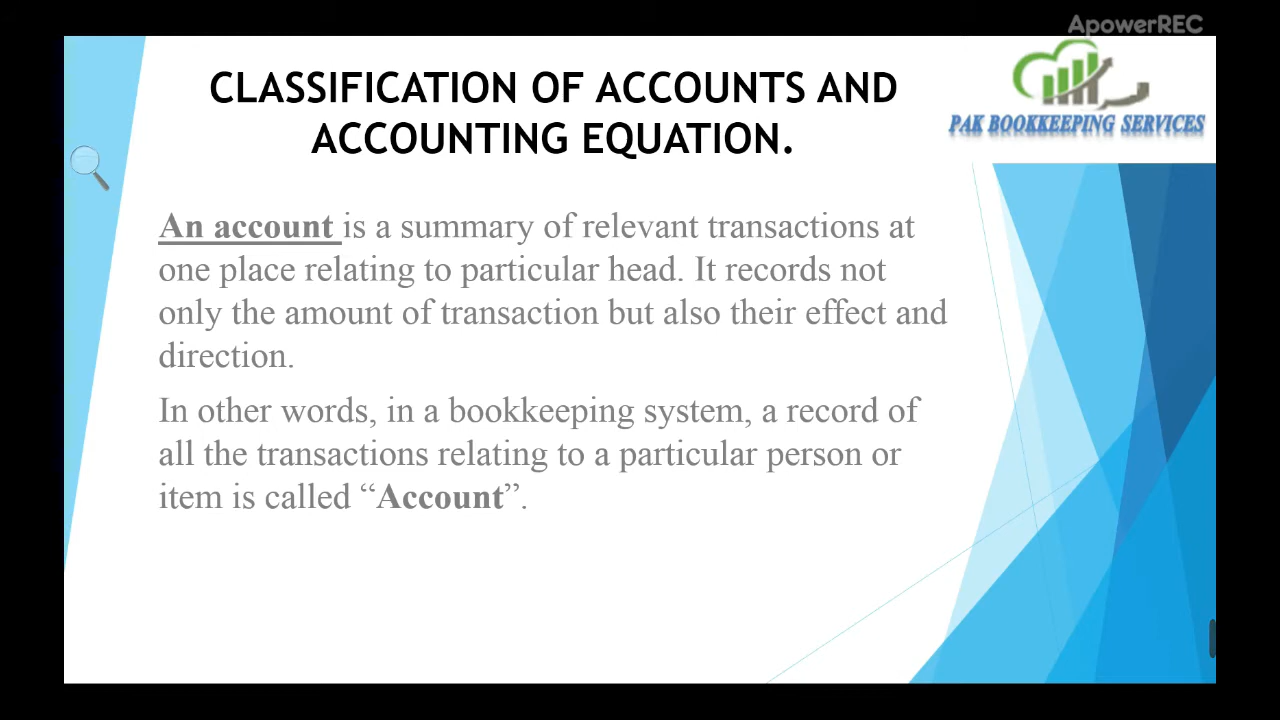 ApowerREC
CLASSIFICATION OF ACCOUNTS AND
ACCOUNTING EQUATION.
PAK BOOKKEEPING SERVICES
An account is a summary of relevant transactions at
one place relating to particular head. It records not
only the amount of transaction but also their effect and
direction.
In other words, in a bookkeeping system, a record of
all the transactions relating to a particular person or
item is called “Account”.